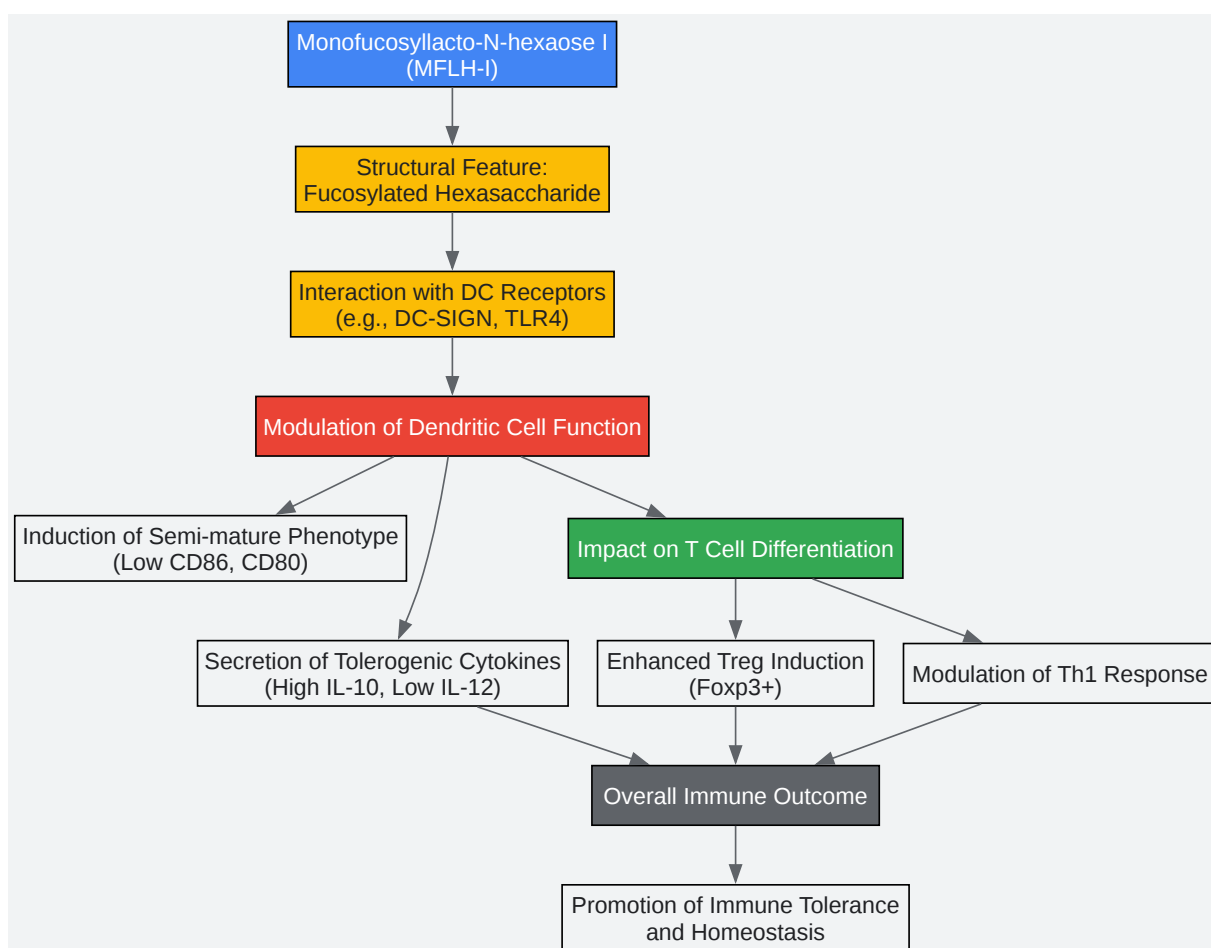 Monofucosyllacto-N-hexaose I
(MFLH-I)
Structural Feature:
Fucosylated Hexasaccharide
Interaction with DC Receptors
(e.g., DC-SIGN, TLR4)
Modulation of Dendritic Cell Function
Induction of Semi-mature Phenotype
(Low CD86, CD80)
Impact on T Cell Differentiation
Secretion of Tolerogenic Cytokines
(High IL-10, Low IL-12)
Enhanced Treg Induction
(Foxp3+)
Modulation of Th1 Response
Overall Immune Outcome
Promotion of Immune Tolerance
and Homeostasis